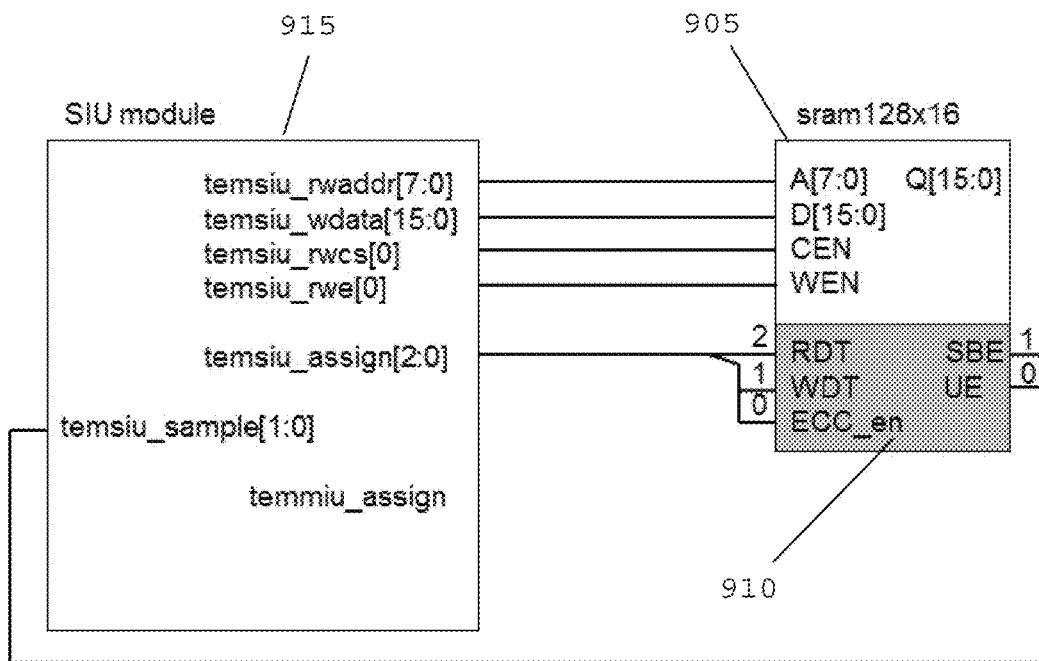 915
905
SIU module
sram128x16
temsiu_rwaddr[7:0]
A[7:0] Q[15:0]
temsiu_wdata[15:0]
D[15:0]
temsiu_rwcs[0]
CEN
temsiu_rwe[0]
WEN
temsiu_assign[2:0]
2 RDT SBE 1
1 WDT UE 0
0 ECC_en
temsiu_sample[1:0]
temmiu_assign
910